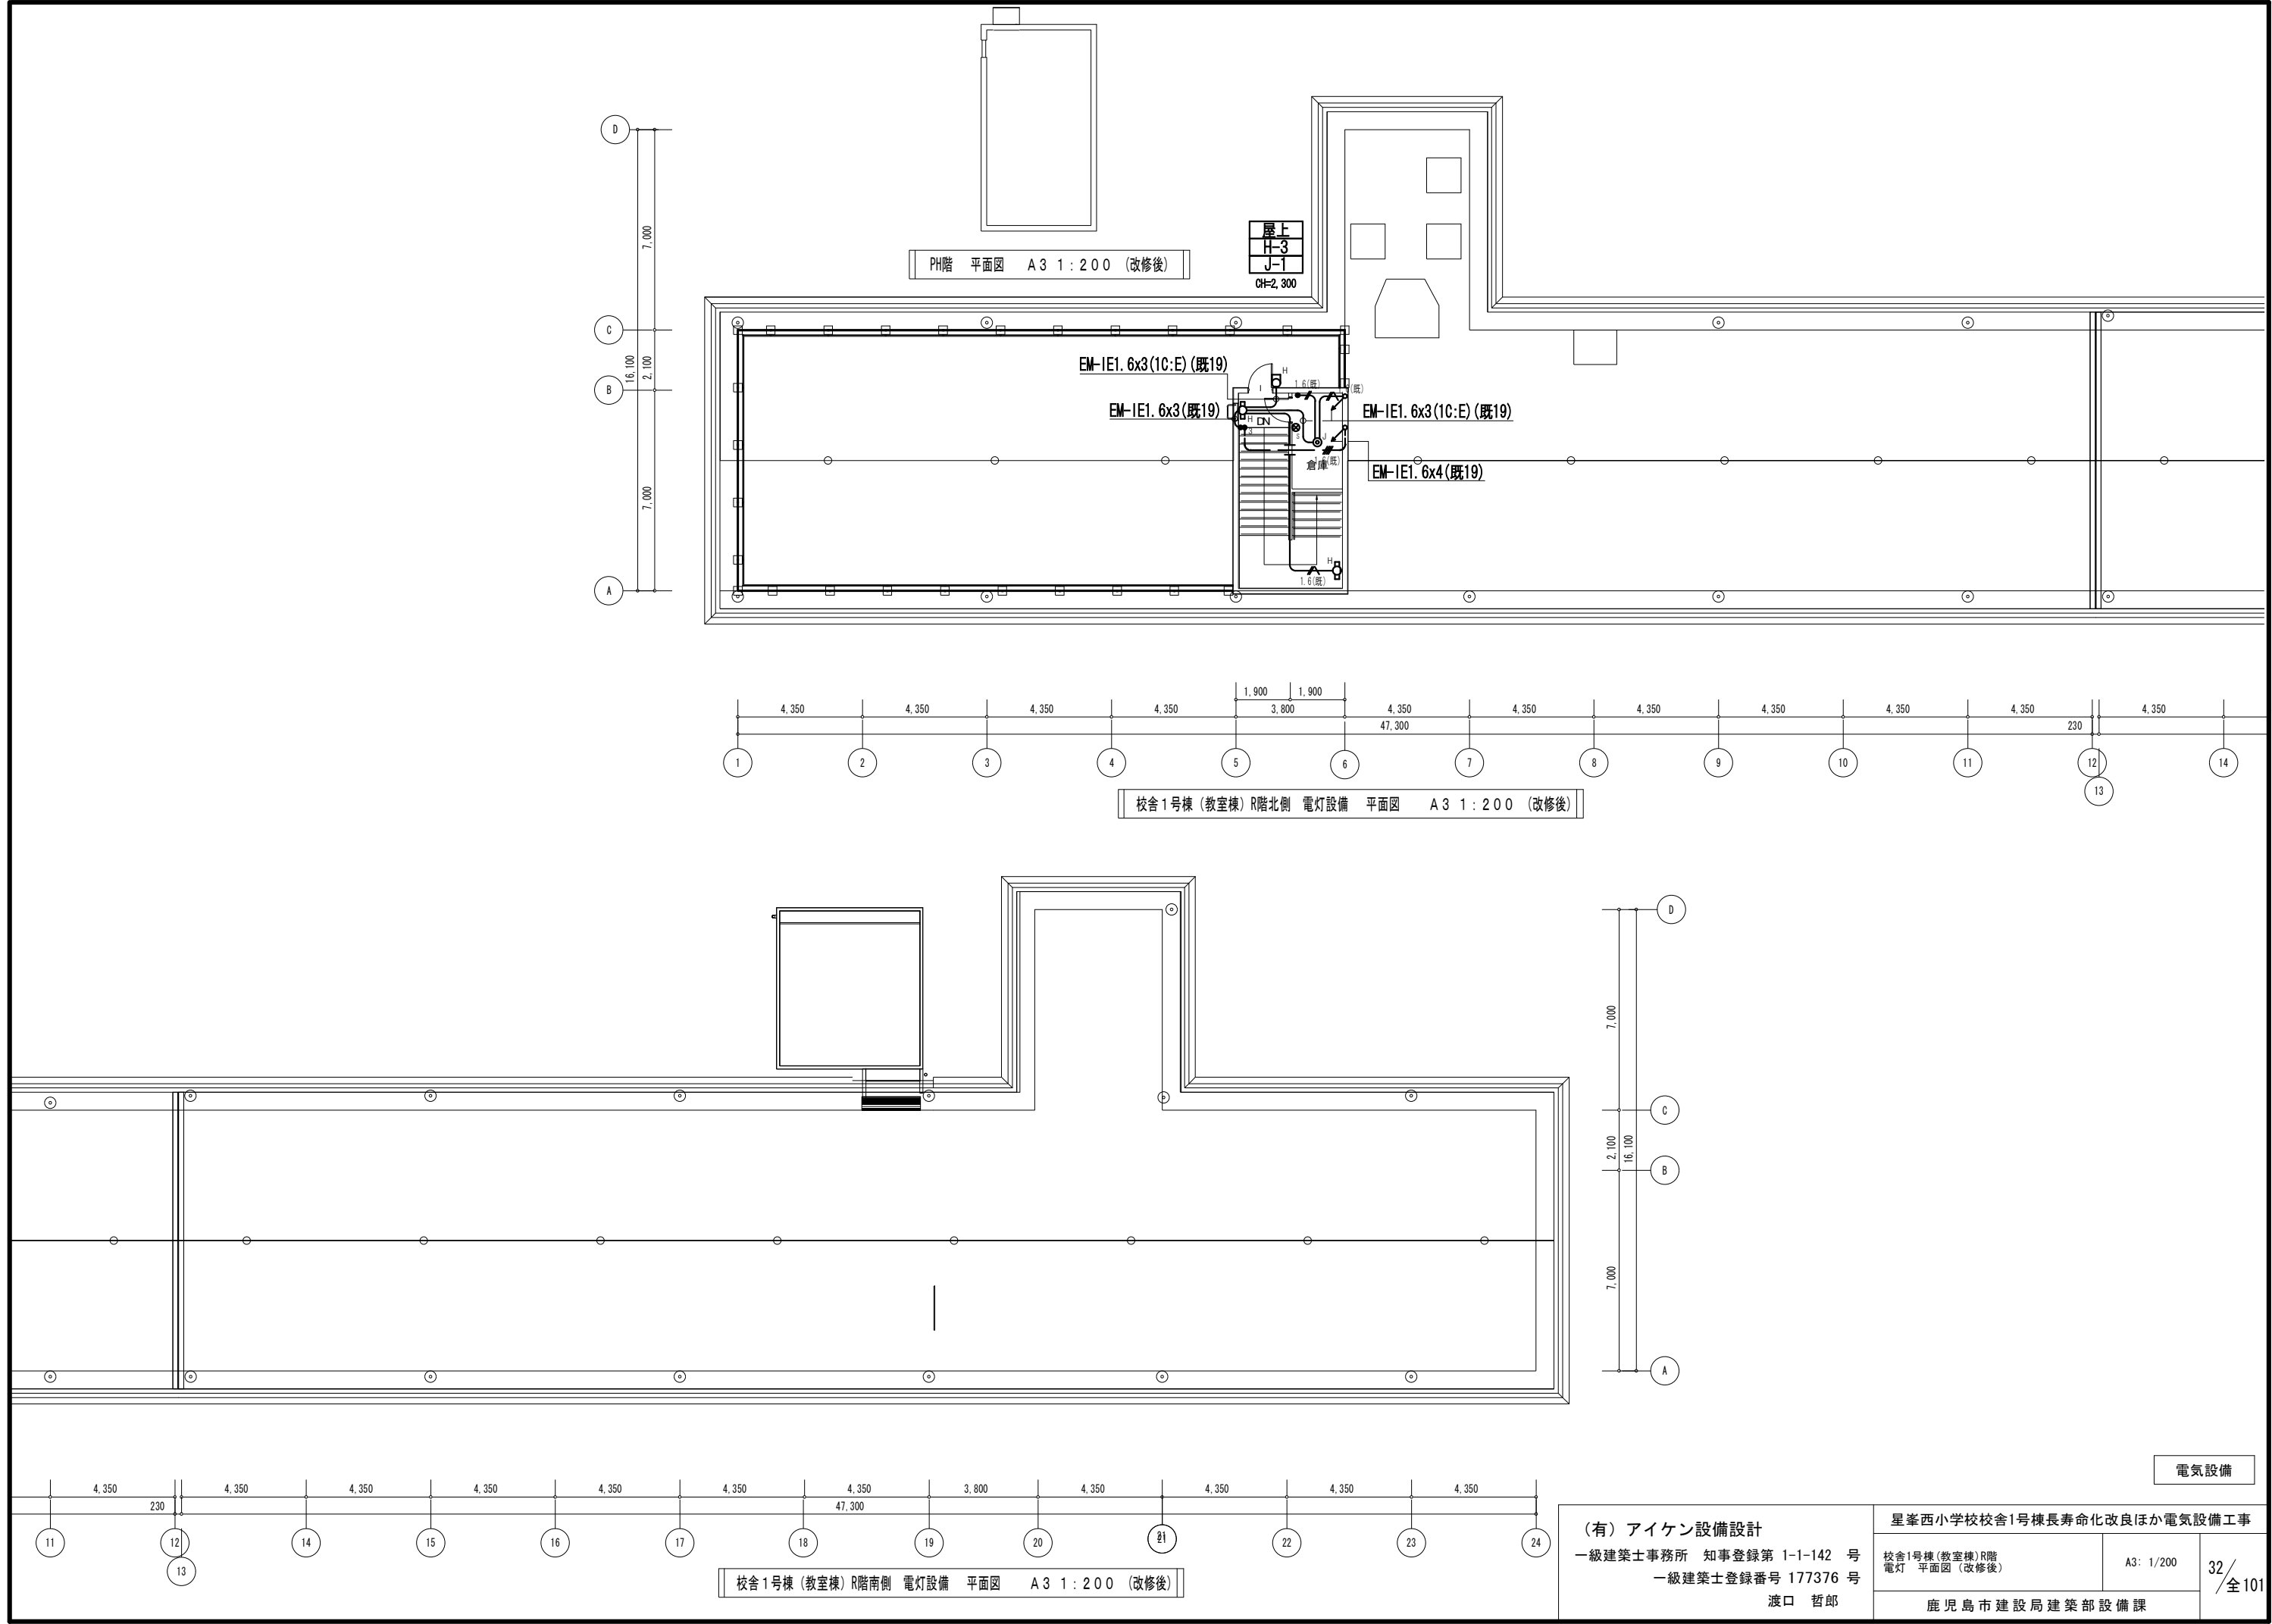 D
C
B
A
7,000
2,100
7,000
16,100
PH階 平面図 A3 1:200 (改修後)
屋上
H-3
J-1
CH=2,300
EM-IE1.6x3(1C:E)(既19)
EM-IE1.6x3(既19)
EM-IE1.6x3(1C:E)(既19)
EM-IE1.6x4(既19)
H
1.6(既)
(既)
H
DN
3
s
J
1.6(既)
倉庫
H
1.6(既)
1,900 1,900
4,350 4,350 4,350 4,350 3,800 4,350 4,350 4,350 4,350 4,350 4,350 4,350
47,300 230
1 2 3 4 5 6 7 8 9 10 11 12 14
13
校舎1号棟(教室棟)R階北側 電灯設備 平面図 A3 1:200 (改修後)
D
C
B
A
7,000
2,100
7,000
16,100
4,350 4,350 4,350 4,350 4,350 4,350 4,350 3,800 4,350 4,350 4,350 4,350
230 47,300
11 12 14 15 16 17 18 19 20 21 22 23 24
13
校舎1号棟(教室棟)R階南側 電灯設備 平面図 A3 1:200 (改修後)
電気設備
(有)アイケン設備設計
一級建築士事務所 知事登録第 1-1-142 号
一級建築士登録番号 177376 号
渡口 哲郎
星峯西小学校校舎1号棟長寿命化改良ほか電気設備工事
校舎1号棟(教室棟)R階
電灯 平面図(改修後)
A3: 1/200
32/全101
鹿児島市建設局建築部設備課